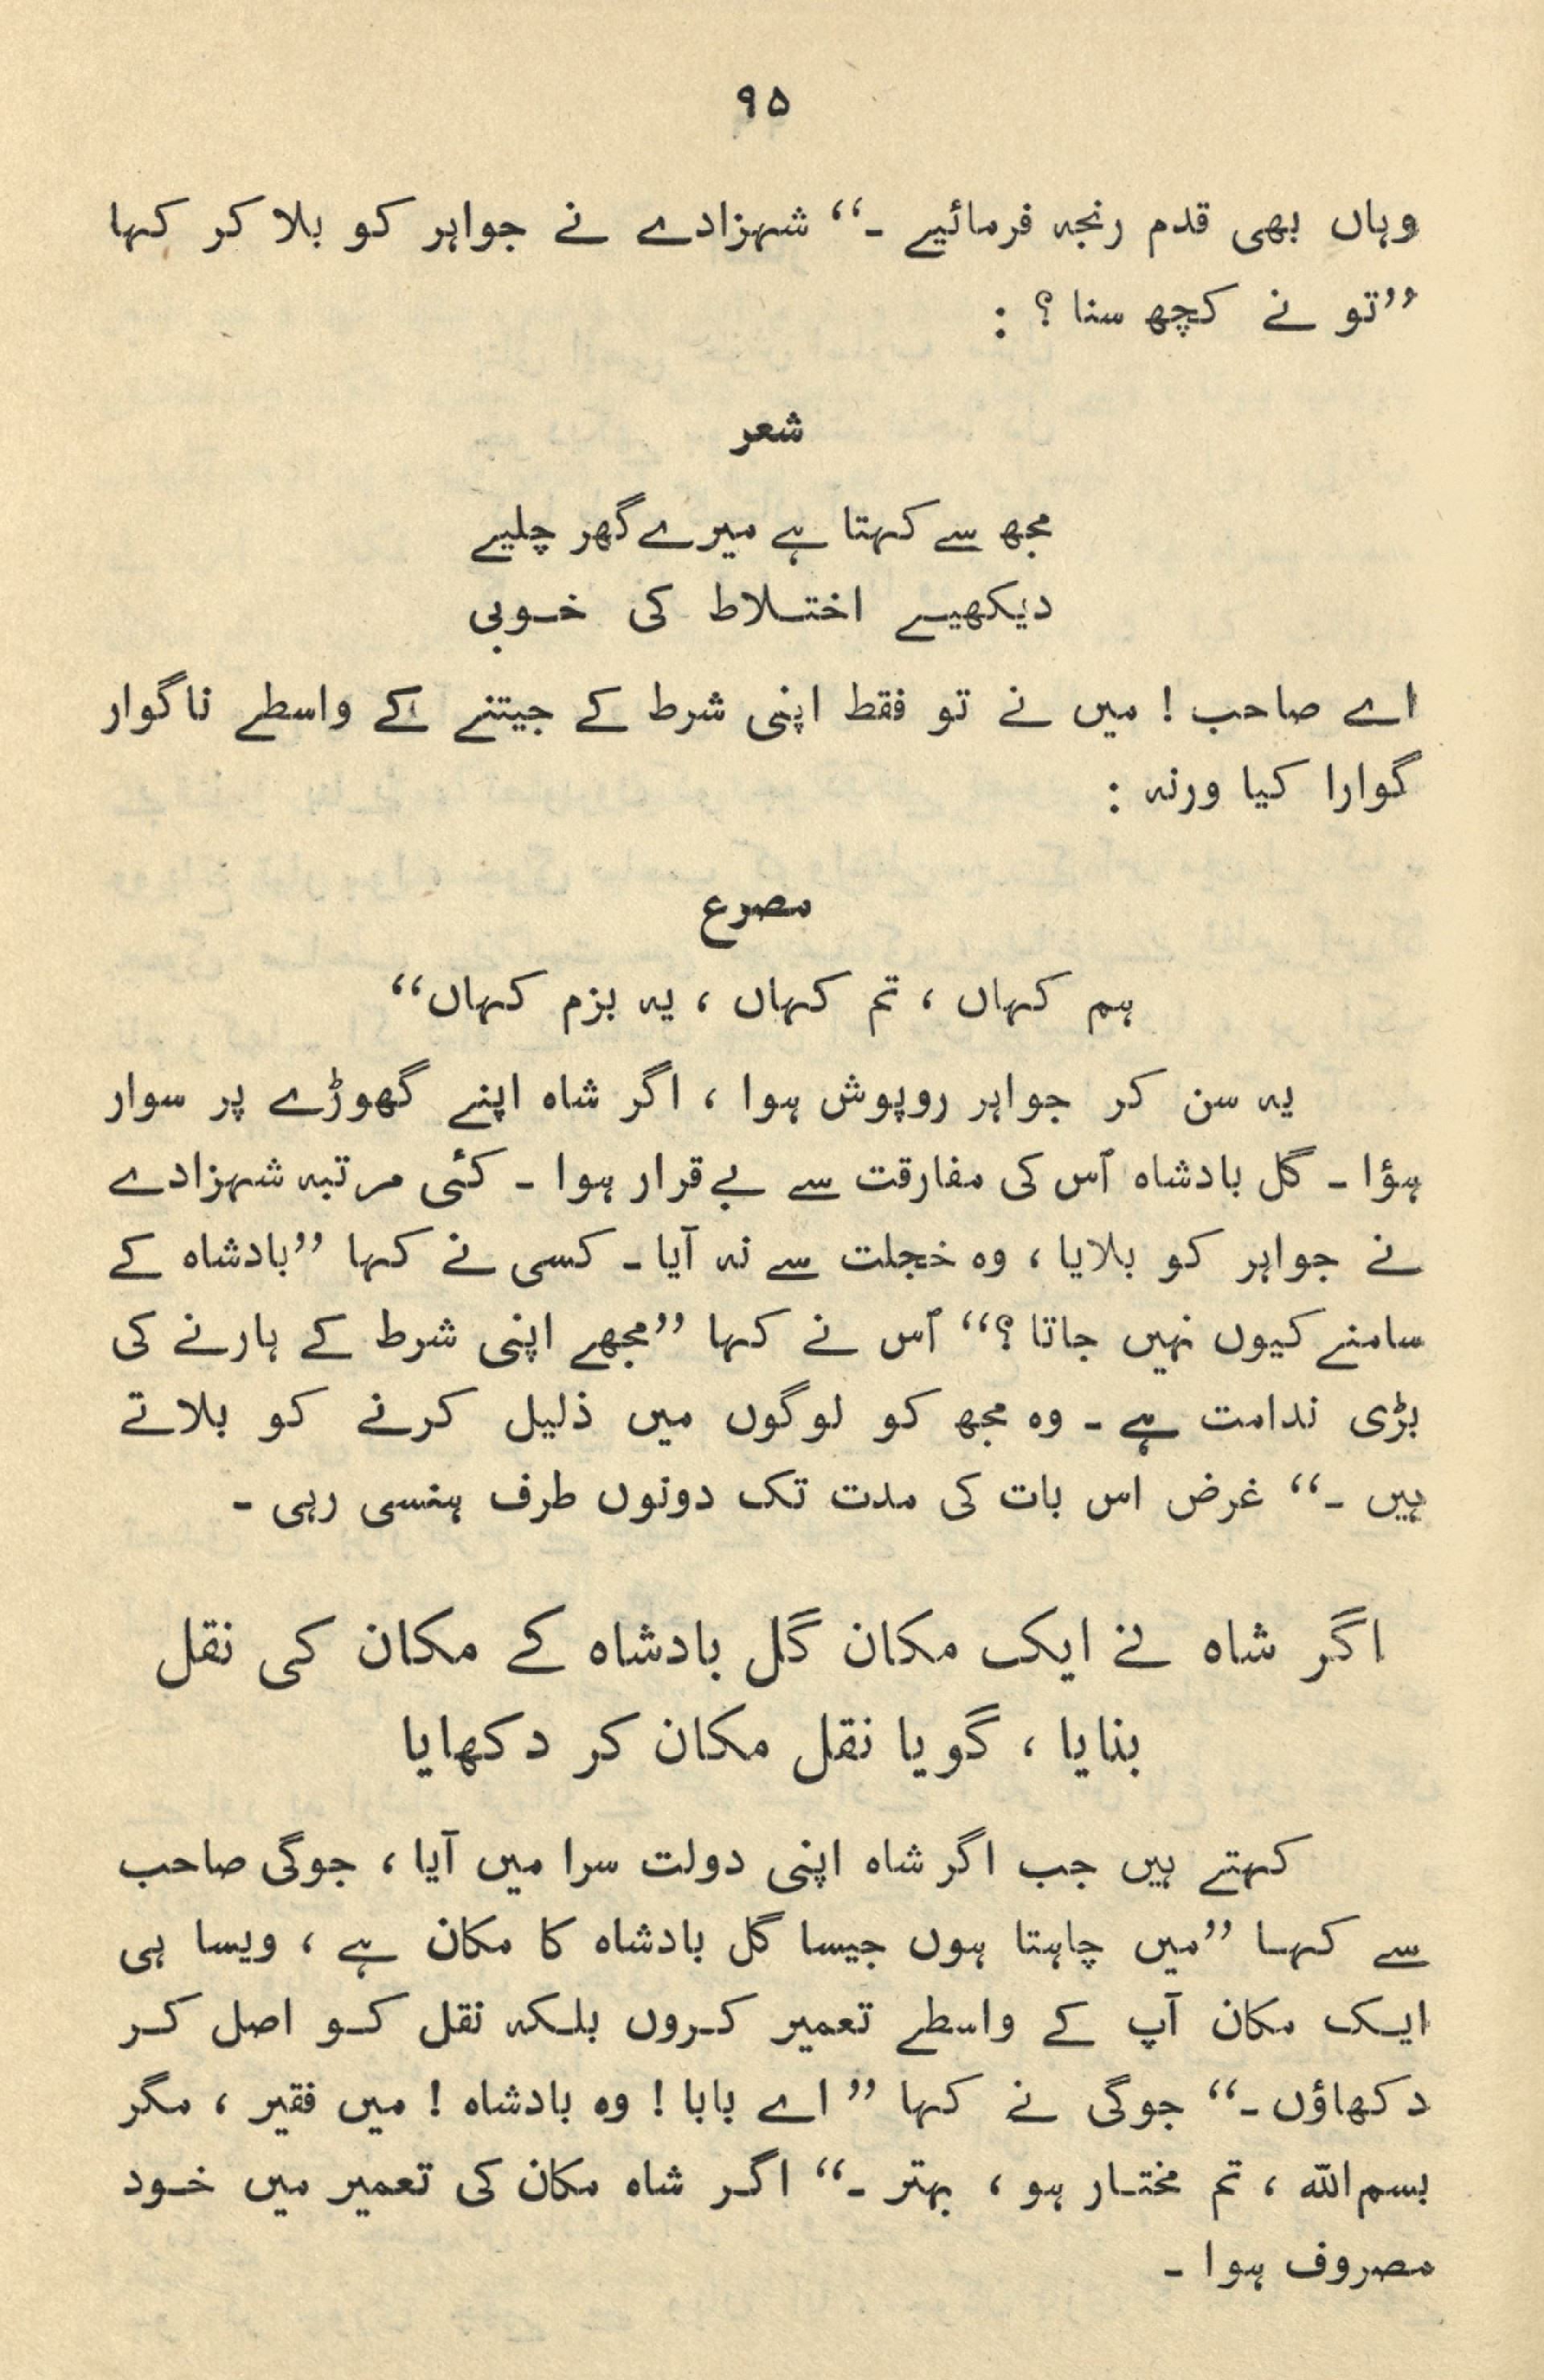 ۹۵
وہاں بھی قدم رنجہ فرمائیے ۔“ شہزادے نے جواہر کو بلا کر کہا
”تو نے کچھ سنا ؟ :
شعر
مجھ سے کہتا ہے میرے گھر چلیے
دیکھیے اختلاط کی خوبی
اے صاحب ! میں نے تو فقط اپنی شرط کے جیتنے کے واسطے ناگوار
گوارا کیا ورنہ :
مصرع
ہم کہاں ، تم کہاں ، یہ بزم کہاں“
یہ سن کر جواہر روپوش ہوا ، اگر شاہ اپنے گھوڑے پر سوار
ہؤا ۔ گل بادشاہ اُس کی مفارقت سے بے قرار ہوا ۔ کئی مرتبہ شہزادے
نے جواہر کو بلایا ، وہ خجلت سے نہ آیا ۔ کسی نے کہا ”بادشاہ کے
سامنے کیوں نہیں جاتا ؟“ اُس نے کہا ”مجھے اپنی شرط کے ہارنے کی
بڑی ندامت ہے ۔ وہ مجھ کو لوگوں میں ذلیل کرنے کو بلاتے
ہیں ۔“ غرض اس بات کی مدت تک دونوں طرف ہنسی رہی ۔
اگر شاہ نے ایک مکان گل بادشاہ کے مکان کی نقل
بنایا ، گویا نقل مکان کر دکھایا
کہتے ہیں جب اگر شاہ اپنی دولت سرا میں آیا ، جوگی صاحب
سے کہا ”میں چاہتا ہوں جیسا گل بادشاہ کا مکان ہے ، ویسا ہی
ایک مکان آپ کے واسطے تعمیر کروں بلکہ نقل کو اصل کر
دکھاؤں ۔“ جوگی نے کہا ” اے بابا ! وہ بادشاہ ! میں فقیر ، مگر
بسم اللہ ، تم مختار ہو ، بہتر ۔“ اگر شاہ مکان کی تعمیر میں خود
مصروف ہوا ۔